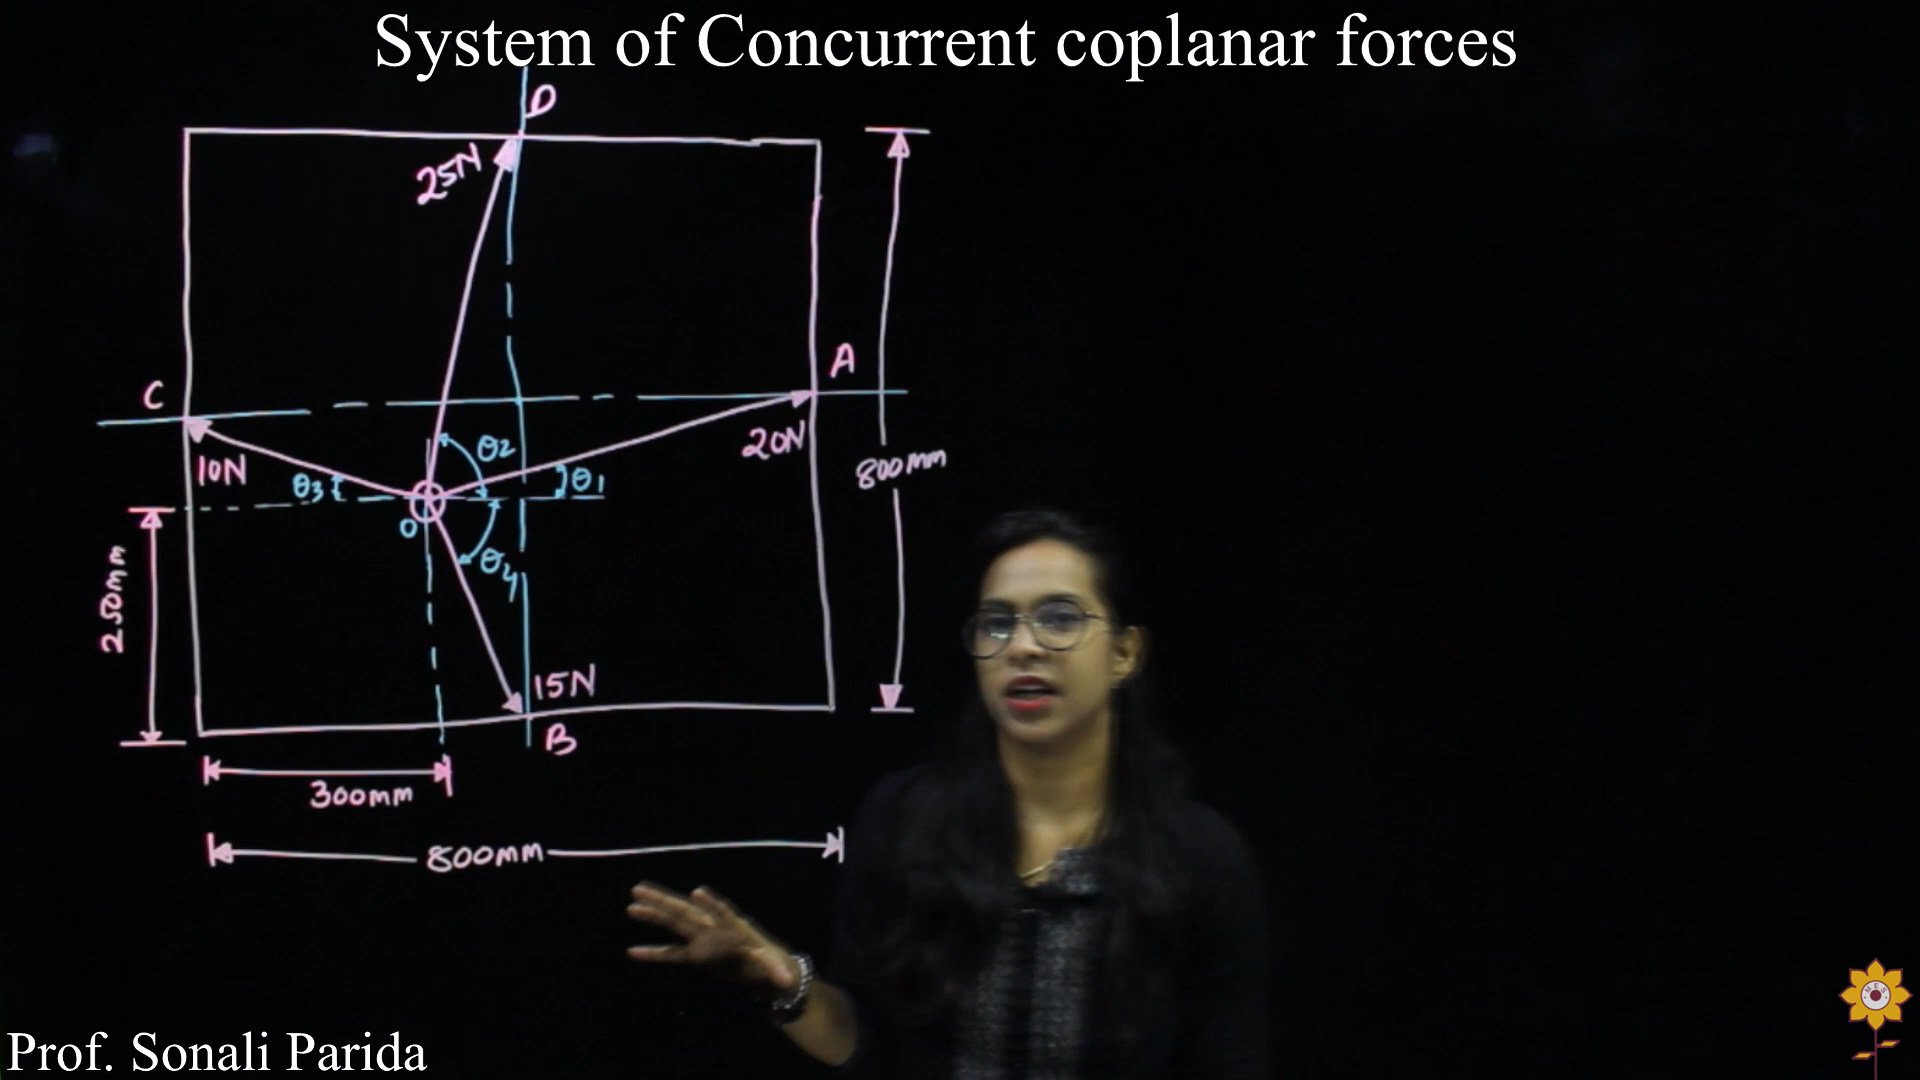 System of Concurrent coplanar forces
D
25N
A
C
θ2
20N
10N
θ3
θ1
800mm
O
θ4
250mm
15N
B
300mm
800mm
MES
Prof. Sonali Parida